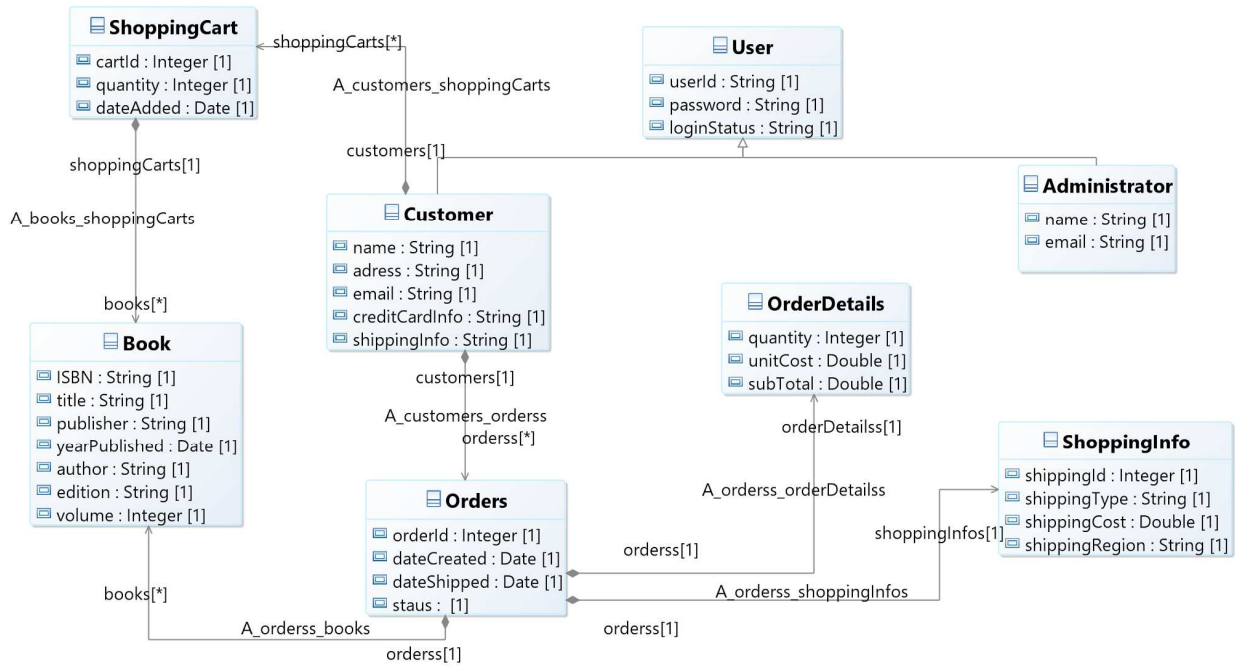 ShoppingCart
cartId : Integer [1]
quantity : Integer [1]
dateAdded : Date [1]
shoppingCarts[*]
A_customers_shoppingCarts
customers[1]
User
userId : String [1]
password : String [1]
loginStatus : String [1]
Administrator
name : String [1]
email : String [1]
shoppingCarts[1]
A_books_shoppingCarts
books[*]
Customer
name : String [1]
adress : String [1]
email : String [1]
creditCardInfo : String [1]
shippingInfo : String [1]
customers[1]
A_customers_orderss
orderss[*]
OrderDetails
quantity : Integer [1]
unitCost : Double [1]
subTotal : Double [1]
orderDetailss[1]
A_orderss_orderDetailss
orderss[1]
Book
ISBN : String [1]
title : String [1]
publisher : String [1]
yearPublished : Date [1]
author : String [1]
edition : String [1]
volume : Integer [1]
ShoppingInfo
shippingId : Integer [1]
shippingType : String [1]
shippingCost : Double [1]
shippingRegion : String [1]
shoppingInfos[1]
Orders
orderId : Integer [1]
dateCreated : Date [1]
dateShipped : Date [1]
staus : [1]
A_orderss_shoppingInfos
orderss[1]
books[*]
A_orderss_books
orderss[1]